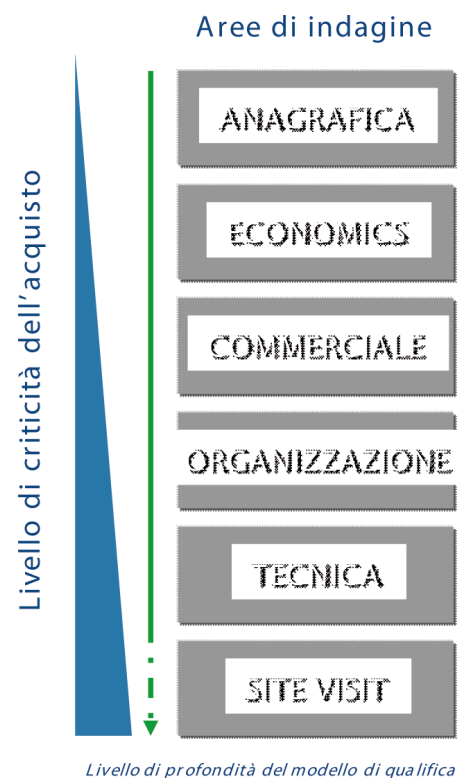 Aree di indagine
Livello di criticità dell'acquisto
ANAGRAFICA
ECONOMICS
COMMERCIALE
ORGANIZZAZIONE
TECNICA
SITE VISIT
Livello di profondità del modello di qualifica